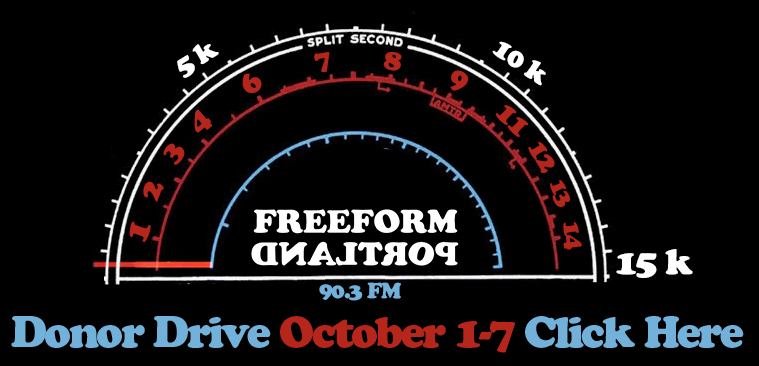 SPLIT SECOND
5 k
10 k
15 k
1 2 3 4 6 7 8 9 11 12 13 14
AMTR
FREEFORM
PORTLAND
90.3 FM
Donor Drive October 1-7 Click Here